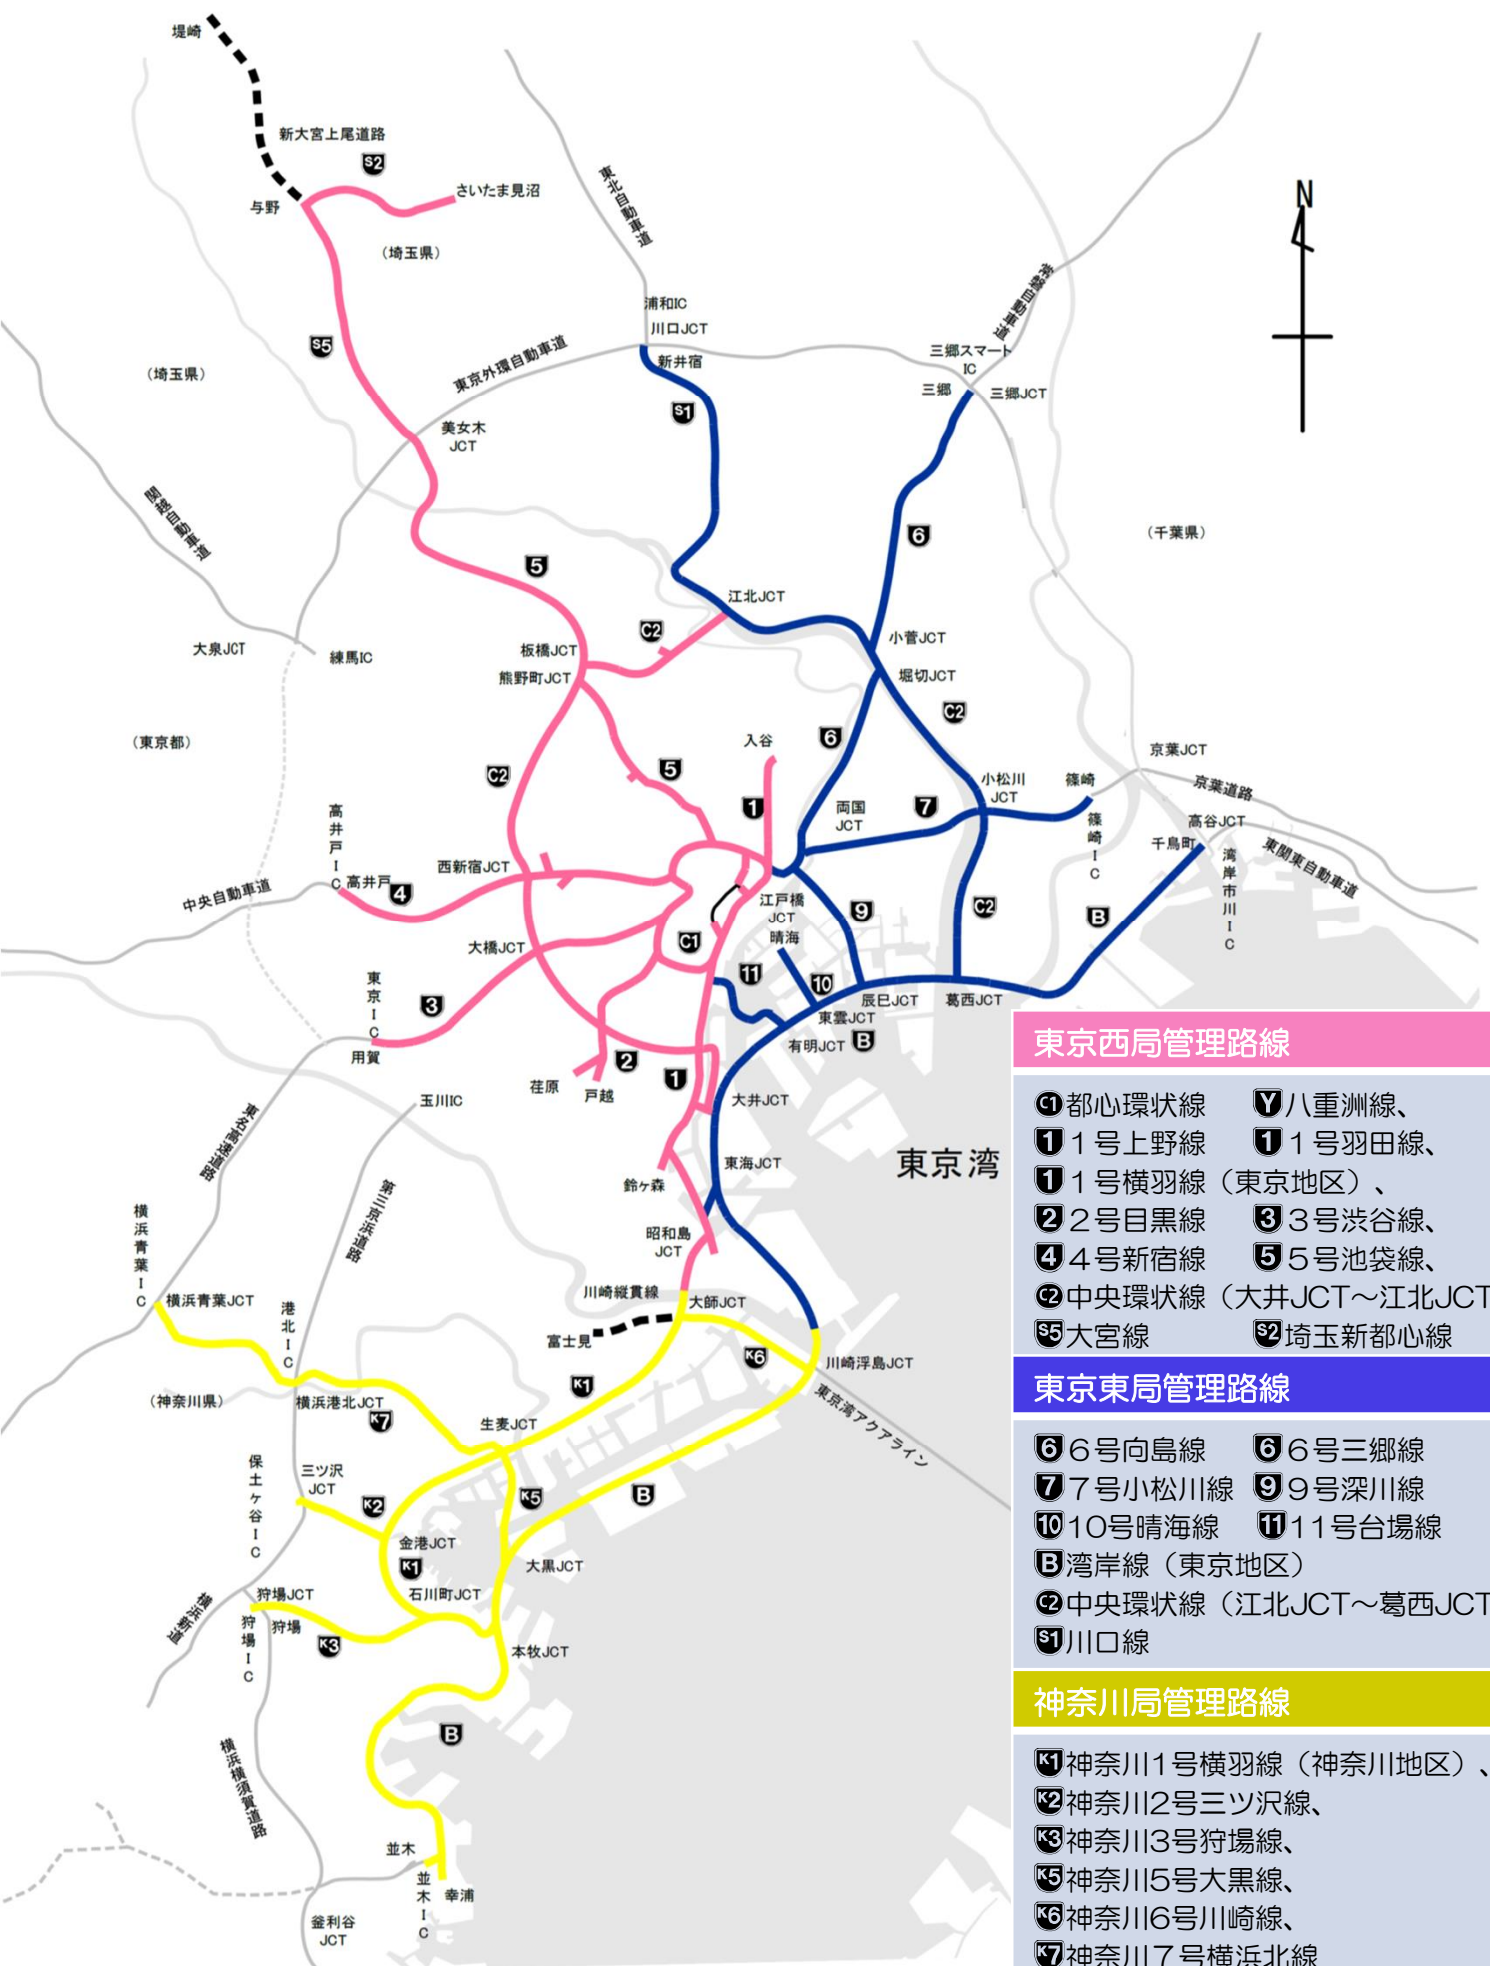 堤崎
新大宮上尾道路
S2
さいたま見沼
与野
(埼玉県)
東北自動車道
N
浦和IC
川口JCT
新井宿
常磐自動車道
三郷スマート
IC
三郷
三郷JCT
S5
東京外環自動車道
(埼玉県)
S1
美女木
JCT
関越自動車道
6
(千葉県)
5
江北JCT
C2
小菅JCT
大泉JCT
練馬IC
板橋JCT
熊野町JCT
堀切JCT
C2
(東京都)
入谷
6
京葉JCT
C2
5
小松川
JCT
篠崎
京葉道路
高井戸IC
1
両国
JCT
7
篠崎IC
高谷JCT
千鳥町
湾岸市川IC
東関東自動車道
西新宿JCT
中央自動車道
高井戸
4
江戸橋
JCT
9
C2
B
大橋JCT
C1
晴海
東京IC
3
11
10
辰巳JCT
葛西JCT
東雲JCT
有明JCT
B
用賀
2
1
荏原
戸越
玉川IC
大井JCT
東名高速道路
東海JCT
東京湾
鈴ヶ森
第三京浜道路
横浜青葉IC
昭和島
JCT
川崎縦貫線
大師JCT
横浜青葉JCT
港北IC
富士見
K6
川崎浮島JCT
K1
(神奈川県)
横浜港北JCT
K7
東京湾アクアライン
生麦JCT
保土ヶ谷IC
三ツ沢
JCT
K2
K5
B
金港JCT
K1
大黒JCT
狩場JCT
石川町JCT
横浜新道
狩場IC
狩場
K3
本牧JCT
B
横浜横須賀道路
並木
並木IC
幸浦
釜利谷
JCT
東京西局管理路線
C1都心環状線 Y八重洲線、
1 1号上野線 1 1号羽田線、
1 1号横羽線（東京地区）、
2 2号目黒線 3 3号渋谷線、
4 4号新宿線 5 5号池袋線、
C2中央環状線（大井JCT～江北JCT
S5大宮線 S2埼玉新都心線
東京東局管理路線
6 6号向島線 6 6号三郷線
7 7号小松川線 9 9号深川線
10 10号晴海線 11 11号台場線
B湾岸線（東京地区）
C2中央環状線（江北JCT～葛西JCT
S1川口線
神奈川局管理路線
K1神奈川1号横羽線（神奈川地区）、
K2神奈川2号三ツ沢線、
K3神奈川3号狩場線、
K5神奈川5号大黒線、
K6神奈川6号川崎線、
K7神奈川7号横浜北線